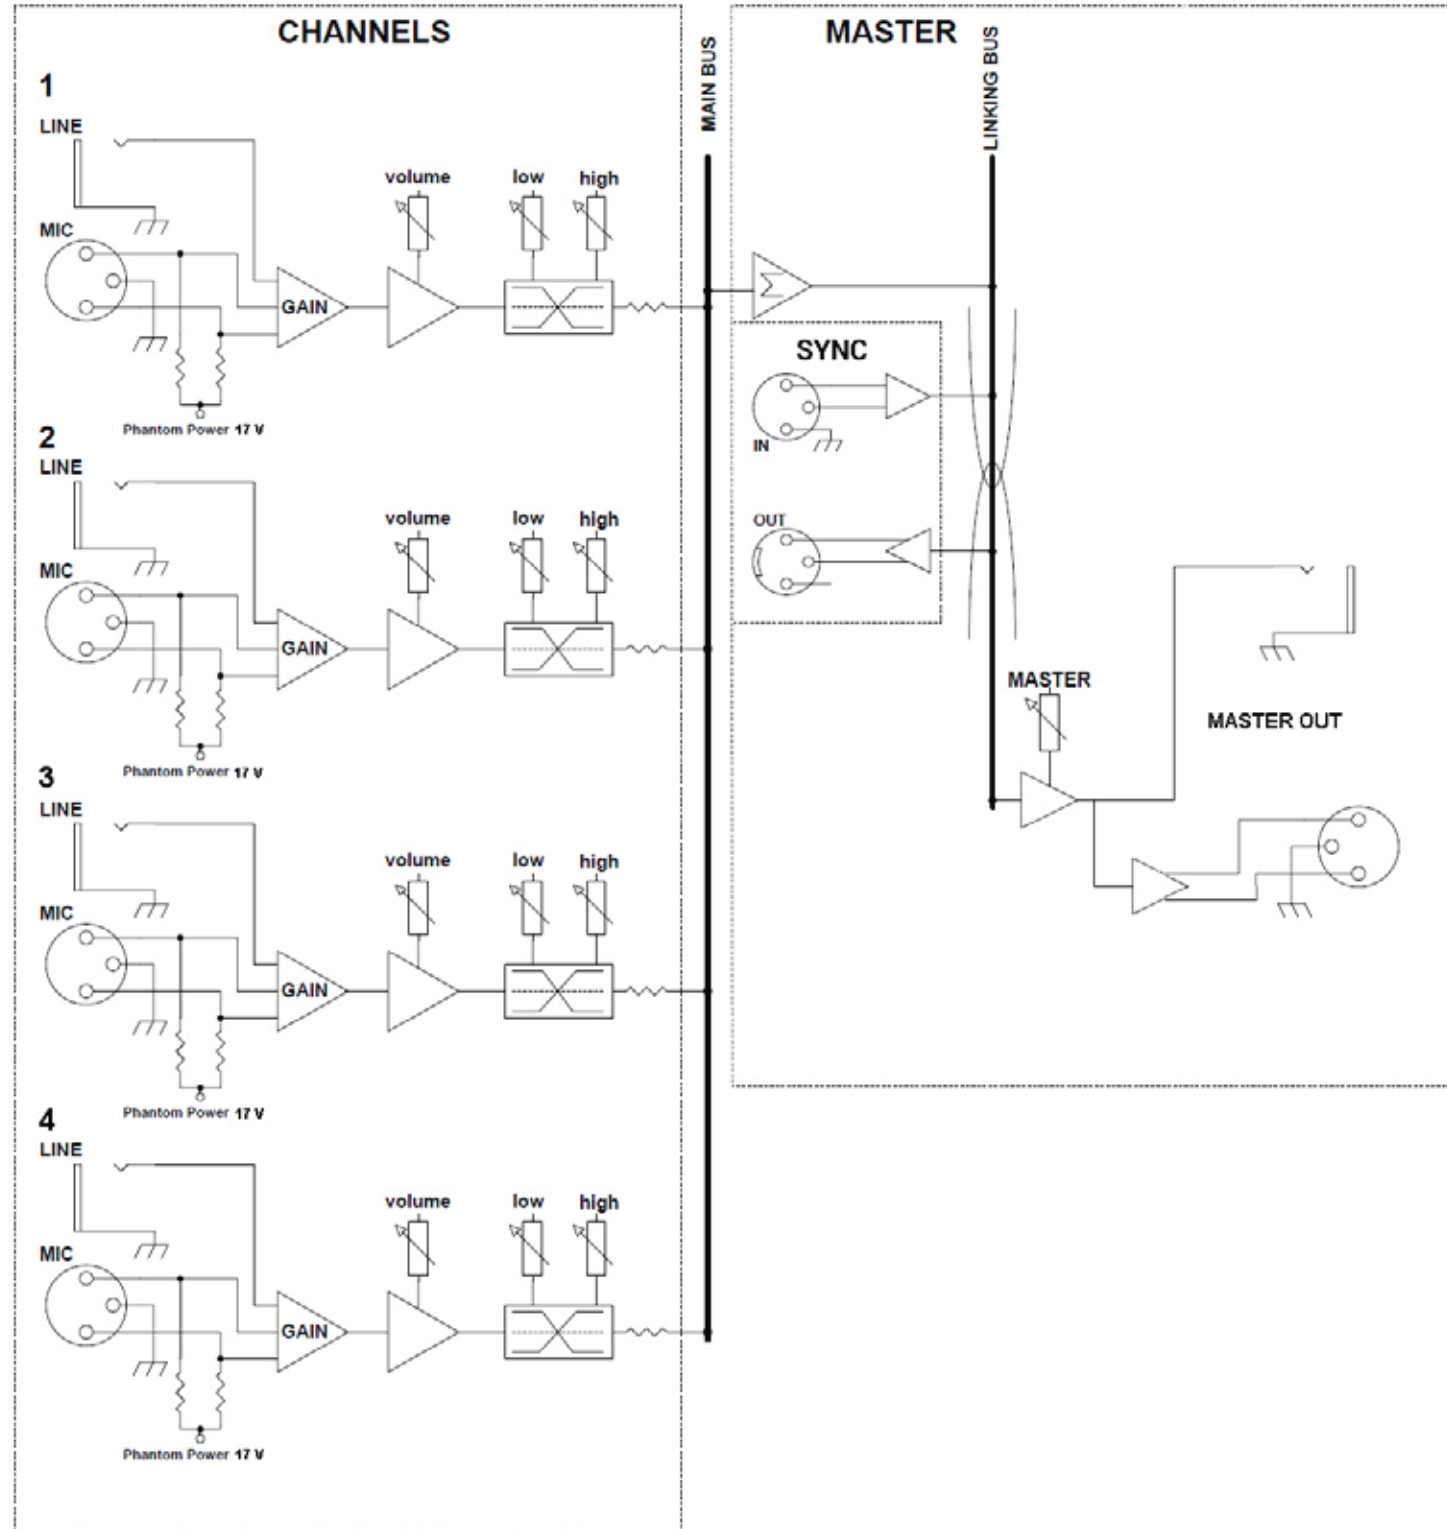 CHANNELS
1
LINE
MIC
GAIN
volume
low
high
Phantom Power 17 V
2
LINE
MIC
GAIN
volume
low
high
Phantom Power 17 V
3
LINE
MIC
GAIN
volume
low
high
Phantom Power 17 V
4
LINE
MIC
GAIN
volume
low
high
Phantom Power 17 V
MAIN BUS
MASTER
LINKING BUS
SYNC
IN
OUT
MASTER
MASTER OUT